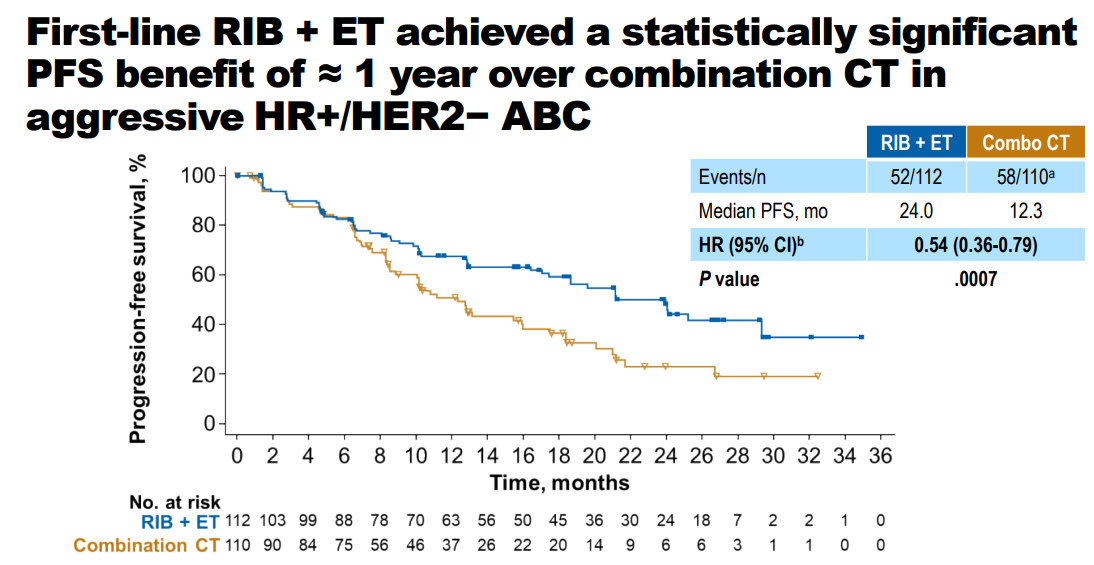 First-line RIB + ET achieved a statistically significant
PFS benefit of ≈ 1 year over combination CT in
aggressive HR+/HER2− ABC
RIB + ET Combo CT
Events/n 52/112 58/110ᵃ
Median PFS, mo 24.0 12.3
HR (95% CI)ᵇ 0.54 (0.36-0.79)
P value .0007
Progression-free survival, %
100
80
60
40
20
0
0 2 4 6 8 10 12 14 16 18 20 22 24 26 28 30 32 34 36
Time, months
No. at risk
RIB + ET 112 103 99 88 78 70 63 56 50 45 36 30 24 18 7 2 2 1 0
Combination CT 110 90 84 75 56 46 37 26 22 20 14 9 6 6 3 1 1 0 0